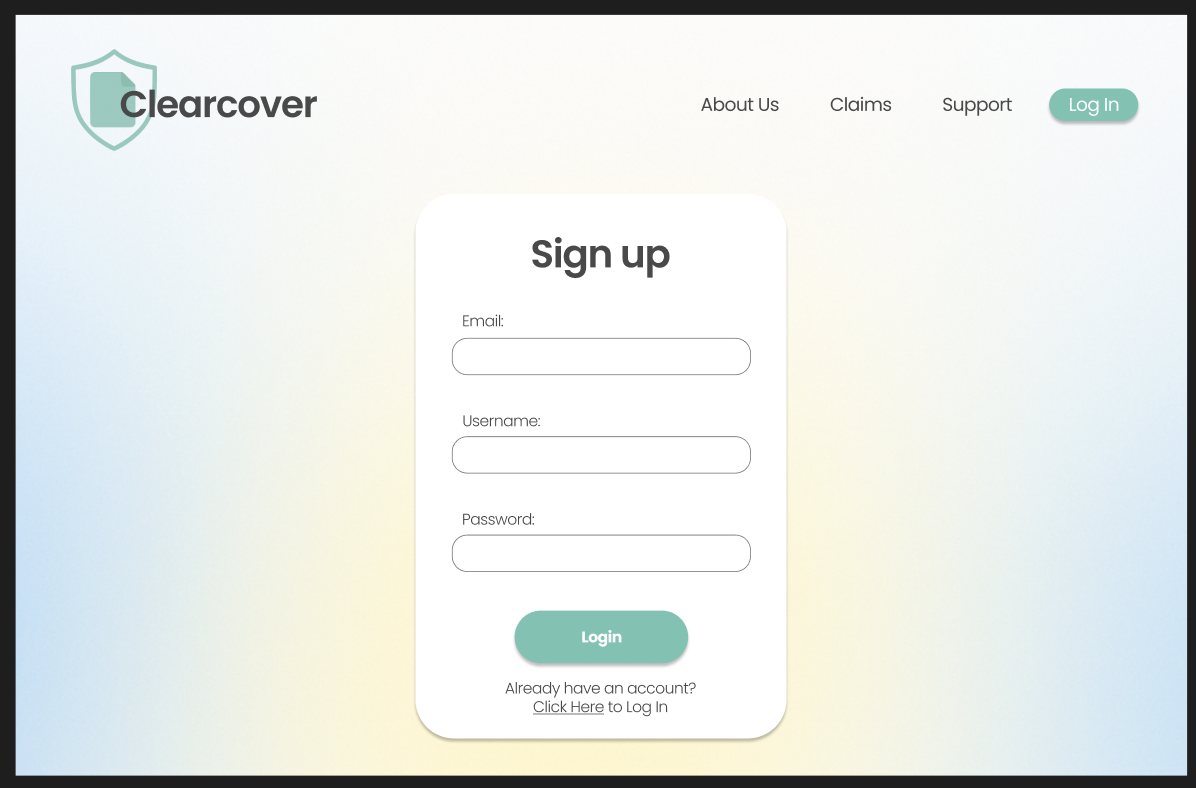 Clearcover
About Us
Claims
Support
Log In
Sign up
Email:
Username:
Password:
Login
Already have an account?
Click Here to Log In